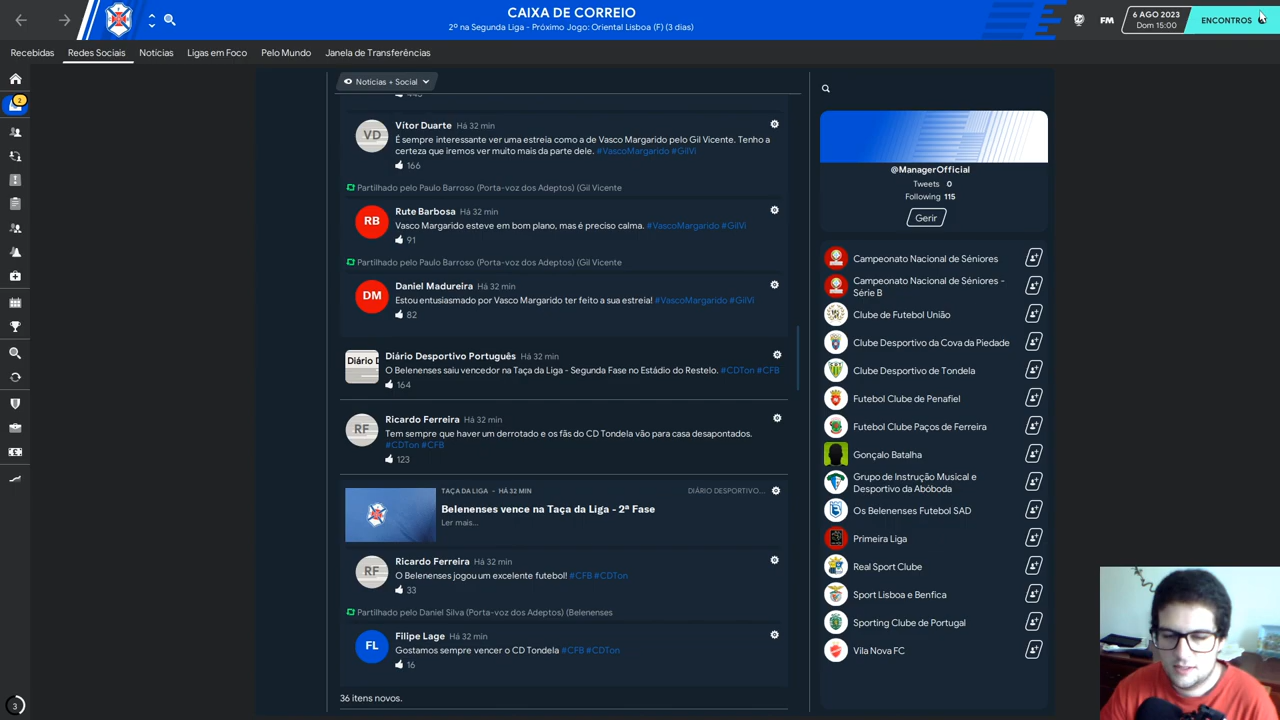 CAIXA DE CORREIO
2º na Segunda Liga - Próximo Jogo: Oriental Lisboa (F) (3 dias)
FM
6 AGO 2023
Dom 15:00
ENCONTROS
Recebidas
Redes Sociais
Notícias
Ligas em Foco
Pelo Mundo
Janela de Transferências
2
3
Notícias + Social
Vítor Duarte Há 32 min
VD
É sempre interessante ver uma estreia como a de Vasco Margarido pelo Gil Vicente. Tenho a
certeza que iremos ver muito mais da parte dele. #VascoMargarido #GilVi
166
Partilhado pelo Paulo Barroso (Porta-voz dos Adeptos) (Gil Vicente
Rute Barbosa Há 32 min
RB
Vasco Margarido esteve em bom plano, mas é preciso calma. #VascoMargarido #GilVi
91
Partilhado pelo Paulo Barroso (Porta-voz dos Adeptos) (Gil Vicente
Daniel Madureira Há 32 min
DM
Estou entusiasmado por Vasco Margarido ter feito a sua estreia! #VascoMargarido #GilVi
82
Diário Desportivo Português Há 32 min
Diário D
O Belenenses saiu vencedor na Taça da Liga - Segunda Fase no Estádio do Restelo. #CDTon #CFB
164
Ricardo Ferreira Há 32 min
RF
Tem sempre que haver um derrotado e os fãs do CD Tondela vão para casa desapontados.
#CDTon #CFB
123
TAÇA DA LIGA - HÁ 32 MIN
DIÁRIO DESPORTIVO...
Belenenses vence na Taça da Liga - 2ª Fase
Ler mais...
Ricardo Ferreira Há 32 min
RF
O Belenenses jogou um excelente futebol! #CFB #CDTon
33
Partilhado pelo Daniel Silva (Porta-voz dos Adeptos) (Belenenses
Filipe Lage Há 32 min
FL
Gostamos sempre vencer o CD Tondela #CFB #CDTon
16
36 itens novos.
@ManagerOfficial
Tweets 0
Following 115
Gerir
Campeonato Nacional de Séniores
Campeonato Nacional de Séniores -
Série B
Clube de Futebol União
Clube Desportivo da Cova da Piedade
Clube Desportivo de Tondela
Futebol Clube de Penafiel
Futebol Clube Paços de Ferreira
Gonçalo Batalha
Grupo de Instrução Musical e
Desportivo da Abóboda
Os Belenenses Futebol SAD
Primeira Liga
Real Sport Clube
Sport Lisboa e Benfica
Sporting Clube de Portugal
Vila Nova FC